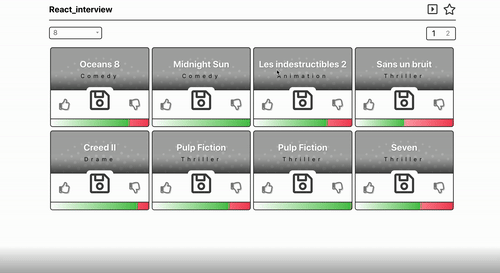 React_interview
8
1 2
Oceans 8
Comedy
Midnight Sun
Comedy
Les indestructibles 2
Animation
Sans un bruit
Thriller
Creed II
Drame
Pulp Fiction
Thriller
Pulp Fiction
Thriller
Seven
Thriller